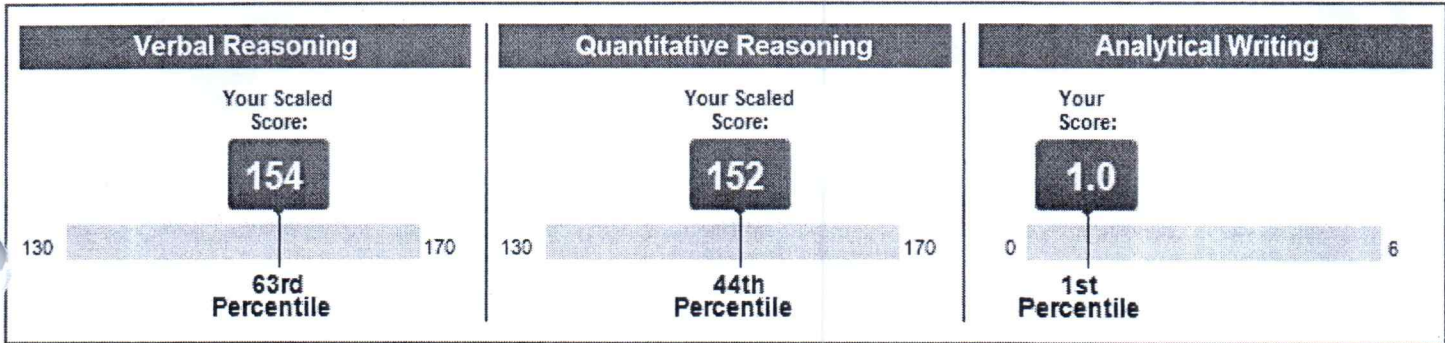 Verbal Reasoning
Your Scaled
Score:
154
130
170
63rd
Percentile
Quantitative Reasoning
Your Scaled
Score:
152
130
170
44th
Percentile
Analytical Writing
Your
Score:
1.0
0
6
1st
Percentile